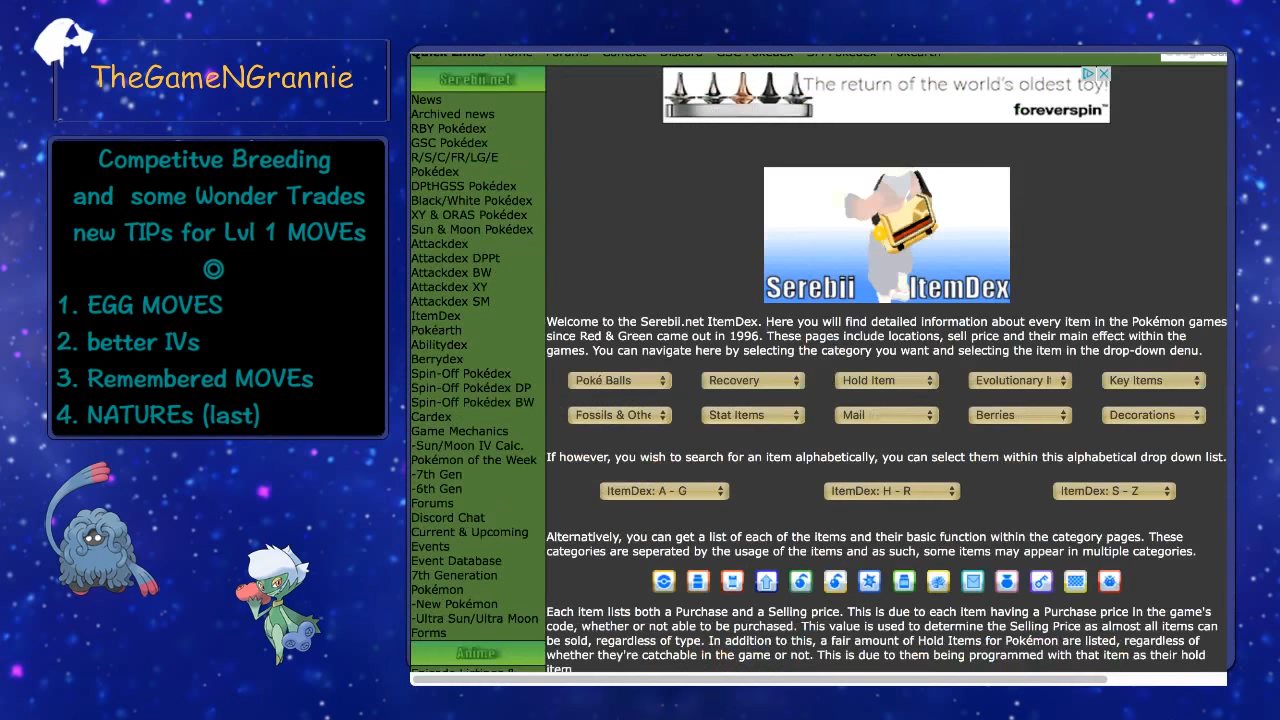 TheGameNGrannie
Competitve Breeding
and some Wonder Trades
new TIPs for Lvl 1 MOVEs
1. EGG MOVES
2. better IVs
3. Remembered MOVEs
4. NATUREs (last)
Quick Links Home Forums Contact Discord GSC Pokédex SM Pokédex Pokéarth
Serebii.net
News
Archived news
RBY Pokédex
GSC Pokédex
R/S/C/FR/LG/E
Pokédex
DPtHGSS Pokédex
Black/White Pokédex
XY & ORAS Pokédex
Sun & Moon Pokédex
Attackdex
Attackdex DPPt
Attackdex BW
Attackdex XY
Attackdex SM
ItemDex
Pokéarth
Abilitydex
Berrydex
Spin-Off Pokédex
Spin-Off Pokédex DP
Spin-Off Pokédex BW
Cardex
Game Mechanics
-Sun/Moon IV Calc.
Pokémon of the Week
-7th Gen
-6th Gen
Forums
Discord Chat
Current & Upcoming
Events
Event Database
7th Generation
Pokémon
-New Pokémon
-Ultra Sun/Ultra Moon
Forms
Anime
The return of the world's oldest toy!
foreverspin™
Serebii ItemDex
Welcome to the Serebii.net ItemDex. Here you will find detailed information about every item in the Pokémon games
since Red & Green came out in 1996. These pages include locations, sell price and their main effect within the
games. You can navigate here by selecting the category you want and selecting the item in the drop-down denu.
Poké Balls Recovery Hold Item Evolutionary I Key Items
Fossils & Othe Stat Items Mail Berries Decorations
If however, you wish to search for an item alphabetically, you can select them within this alphabetical drop down list.
ItemDex: A - G ItemDex: H - R ItemDex: S - Z
Alternatively, you can get a list of each of the items and their basic function within the category pages. These
categories are seperated by the usage of the items and as such, some items may appear in multiple categories.
Each item lists both a Purchase and a Selling price. This is due to each item having a Purchase price in the game's
code, whether or not able to be purchased. This value is used to determine the Selling Price as almost all items can
be sold, regardless of type. In addition to this, a fair amount of Hold Items for Pokémon are listed, regardless of
whether they're catchable in the game or not. This is due to them being programmed with that item as their hold
item